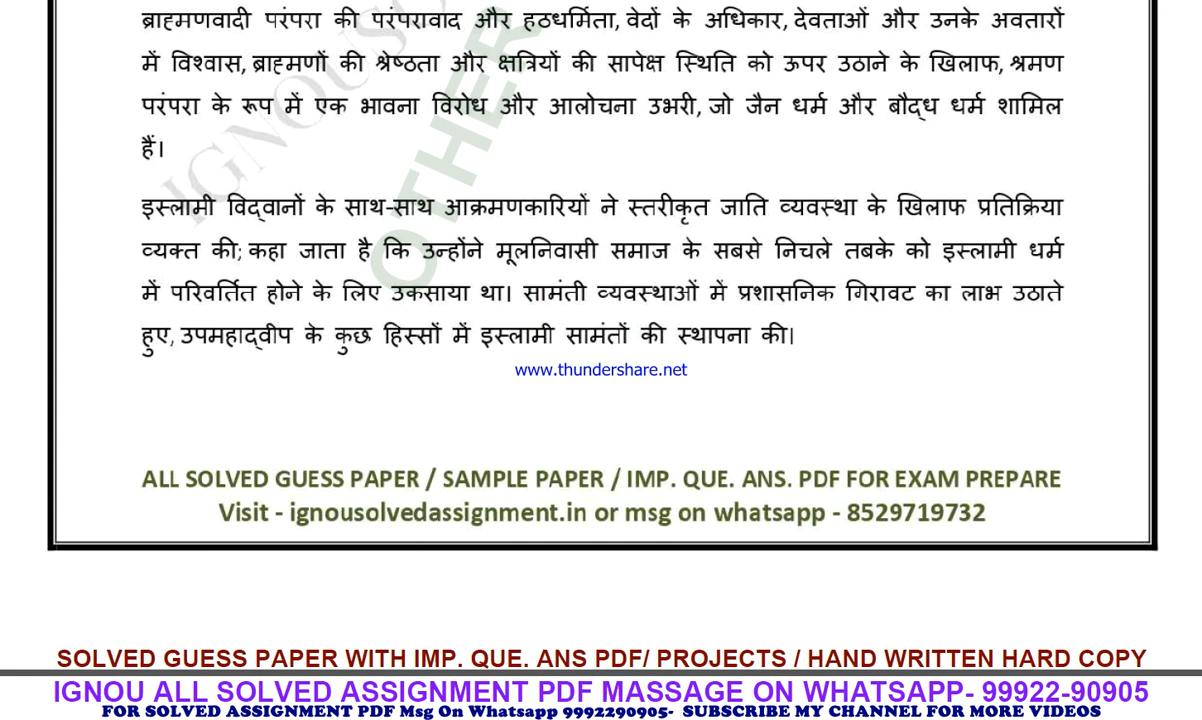 ब्राह्मणवादी परंपरा की परंपरावाद और हठधर्मिता, वेदों के अधिकार, देवताओं और उनके अवतारों
में विश्वास, ब्राह्मणों की श्रेष्ठता और क्षत्रियों की सापेक्ष स्थिति को ऊपर उठाने के खिलाफ, श्रमण
परंपरा के रूप में एक भावना विरोध और आलोचना उभरी, जो जैन धर्म और बौद्ध धर्म शामिल
हैं।
इस्लामी विद्वानों के साथ-साथ आक्रमणकारियों ने स्तरीकृत जाति व्यवस्था के खिलाफ प्रतिक्रिया
व्यक्त की; कहा जाता है कि उन्होंने मूलनिवासी समाज के सबसे निचले तबके को इस्लामी धर्म
में परिवर्तित होने के लिए उकसाया था। सामंती व्यवस्थाओं में प्रशासनिक गिरावट का लाभ उठाते
हुए, उपमहाद्वीप के कुछ हिस्सों में इस्लामी सामंतों की स्थापना की।
www.thundershare.net
ALL SOLVED GUESS PAPER / SAMPLE PAPER / IMP. QUE. ANS. PDF FOR EXAM PREPARE
Visit - ignousolvedassignment.in or msg on whatsapp - 8529719732
SOLVED GUESS PAPER WITH IMP. QUE. ANS PDF/ PROJECTS / HAND WRITTEN HARD COPY
IGNOU ALL SOLVED ASSIGNMENT PDF MASSAGE ON WHATSAPP- 99922-90905
FOR SOLVED ASSIGNMENT PDF Msg On Whatsapp 9992290905- SUBSCRIBE MY CHANNEL FOR MORE VIDEOS
OTHER